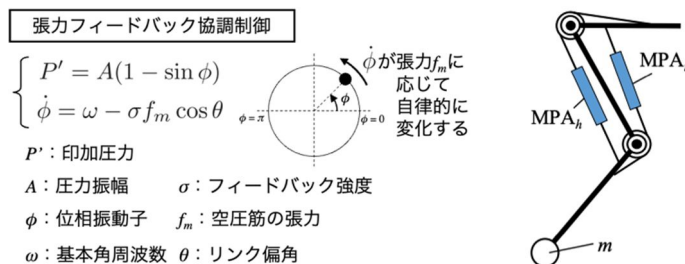 張力フィードバック協調制御
P' = A(1 − sin ϕ)
ϕ̇ = ω − σf_m cos θ
ϕ̇が張力f_mに
応じて
自律的に
変化する
ϕ
ϕ=π
ϕ=0
P'：印加圧力
A：圧力振幅 σ：フィードバック強度
ϕ：位相振動子 f_m：空圧筋の張力
ω：基本角周波数 θ：リンク偏角
MPA
MPA_h
m